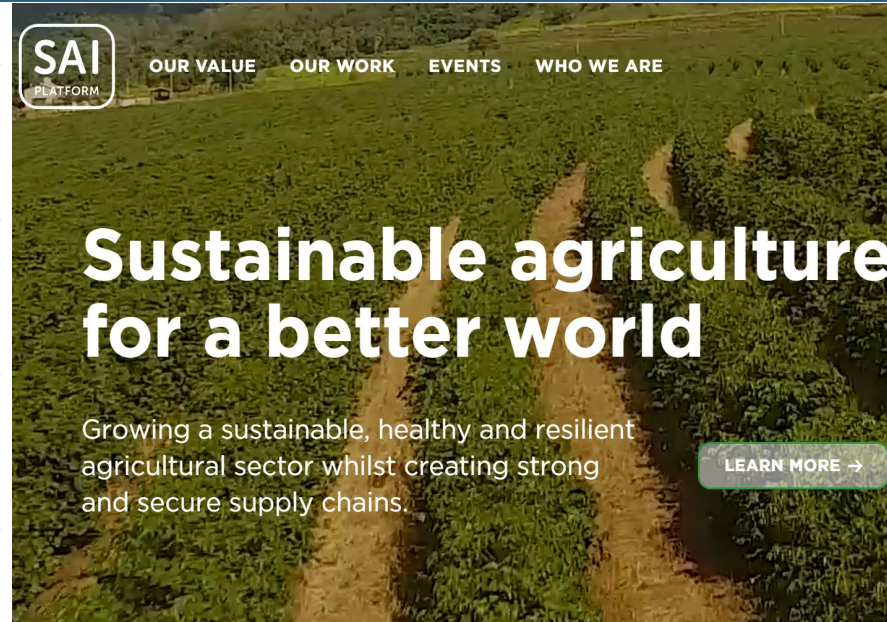 SAI
PLATFORM
OUR VALUE OUR WORK EVENTS WHO WE ARE
Sustainable agriculture
for a better world
Growing a sustainable, healthy and resilient
agricultural sector whilst creating strong
and secure supply chains.
LEARN MORE →